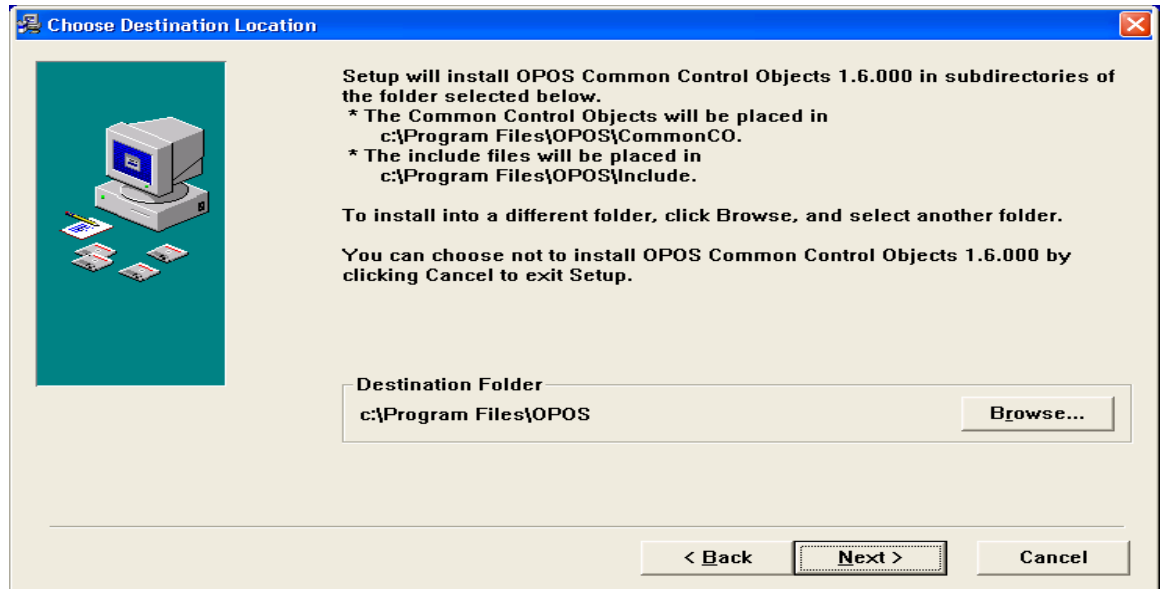 Choose Destination Location
Setup will install OPOS Common Control Objects 1.6.000 in subdirectories of
the folder selected below.
* The Common Control Objects will be placed in
c:\Program Files\OPOS\CommonCO.
* The include files will be placed in
c:\Program Files\OPOS\Include.
To install into a different folder, click Browse, and select another folder.
You can choose not to install OPOS Common Control Objects 1.6.000 by
clicking Cancel to exit Setup.
Destination Folder
c:\Program Files\OPOS
Browse...
< Back
Next >
Cancel